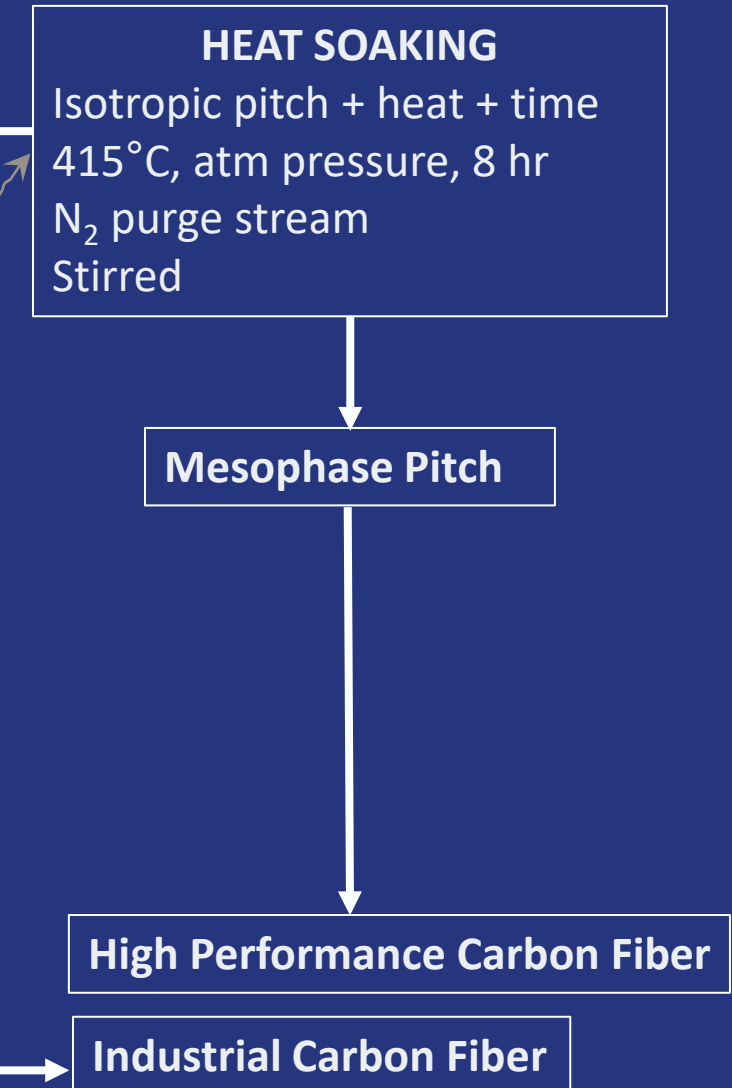 HEAT SOAKING
Isotropic pitch + heat + time
415°C, atm pressure, 8 hr
N₂ purge stream
Stirred
Mesophase Pitch
High Performance Carbon Fiber
Industrial Carbon Fiber